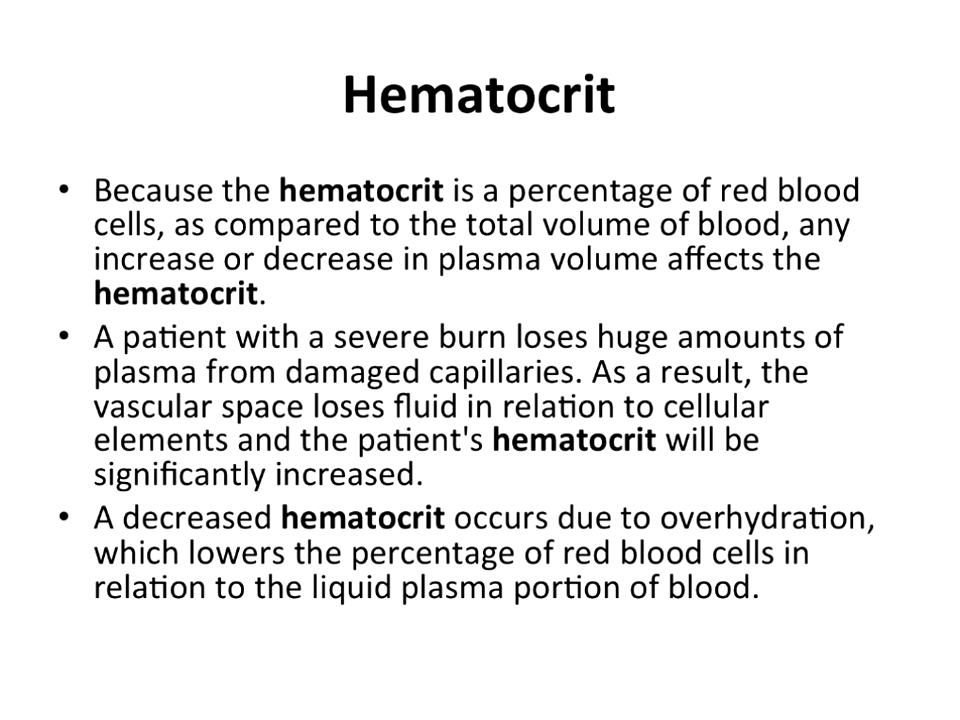 Hematocrit
• Because the hematocrit is a percentage of red blood
cells, as compared to the total volume of blood, any
increase or decrease in plasma volume affects the
hematocrit.
• A patient with a severe burn loses huge amounts of
plasma from damaged capillaries. As a result, the
vascular space loses fluid in relation to cellular
elements and the patient's hematocrit will be
significantly increased.
• A decreased hematocrit occurs due to overhydration,
which lowers the percentage of red blood cells in
relation to the liquid plasma portion of blood.